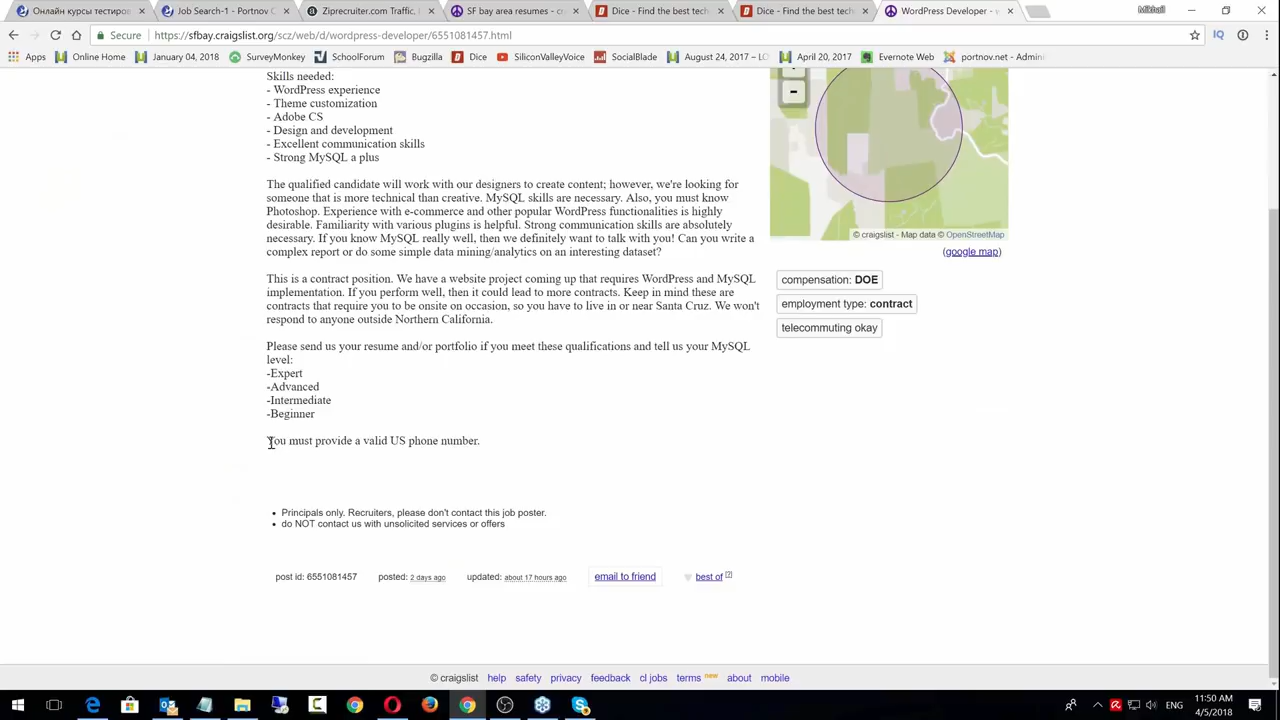 Онлайн курсы тестиров
Job Search-1 - Portnov C
Ziprecruiter.com Traffic,
SF bay area resumes - cr
Dice - Find the best tech
Dice - Find the best tech
WordPress Developer - w
Mikhail
Secure
https://sfbay.craigslist.org/scz/web/d/wordpress-developer/6551081457.html
Apps
Online Home
January 04, 2018
SurveyMonkey
SchoolForum
Bugzilla
Dice
SiliconValleyVoice
SocialBlade
August 24, 2017 – LO
April 20, 2017
Evernote Web
portnov.net - Admini
Skills needed:
- WordPress experience
- Theme customization
- Adobe CS
- Design and development
- Excellent communication skills
- Strong MySQL a plus
The qualified candidate will work with our designers to create content; however, we're looking for
someone that is more technical than creative. MySQL skills are necessary. Also, you must know
Photoshop. Experience with e-commerce and other popular WordPress functionalities is highly
desirable. Familiarity with various plugins is helpful. Strong communication skills are absolutely
necessary. If you know MySQL really well, then we definitely want to talk with you! Can you write a
complex report or do some simple data mining/analytics on an interesting dataset?
This is a contract position. We have a website project coming up that requires WordPress and MySQL
implementation. If you perform well, then it could lead to more contracts. Keep in mind these are
contracts that require you to be onsite on occasion, so you have to live in or near Santa Cruz. We won't
respond to anyone outside Northern California.
Please send us your resume and/or portfolio if you meet these qualifications and tell us your MySQL
level:
-Expert
-Advanced
-Intermediate
-Beginner
You must provide a valid US phone number.
• Principals only. Recruiters, please don't contact this job poster.
• do NOT contact us with unsolicited services or offers
post id: 6551081457
posted: 2 days ago
updated: about 17 hours ago
email to friend
best of [?]
-
© craigslist - Map data © OpenStreetMap
(google map)
compensation: DOE
employment type: contract
telecommuting okay
© craigslist
help
safety
privacy
feedback
cl jobs
terms new
about
mobile
ENG
11:50 AM
4/5/2018